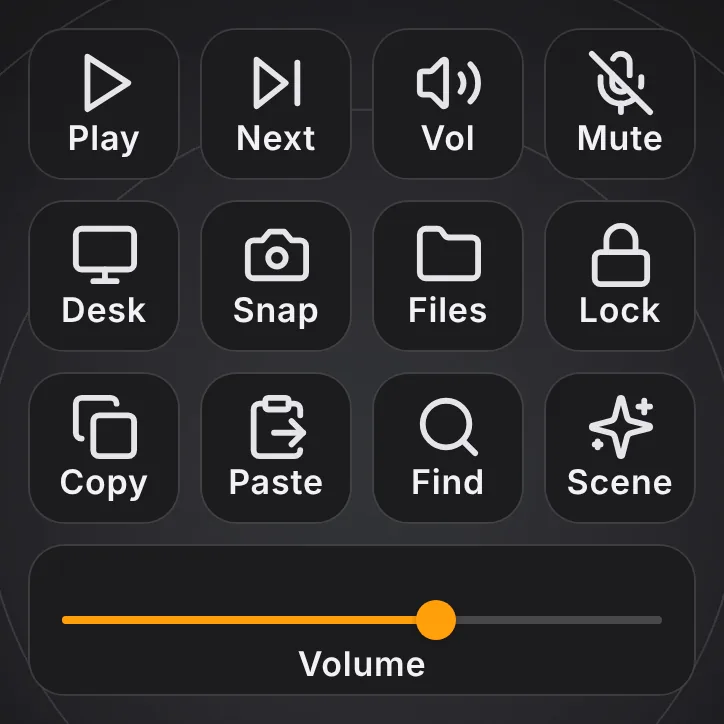 Play
Next
Vol
Mute
Desk
Snap
Files
Lock
Copy
Paste
Find
Scene
Volume